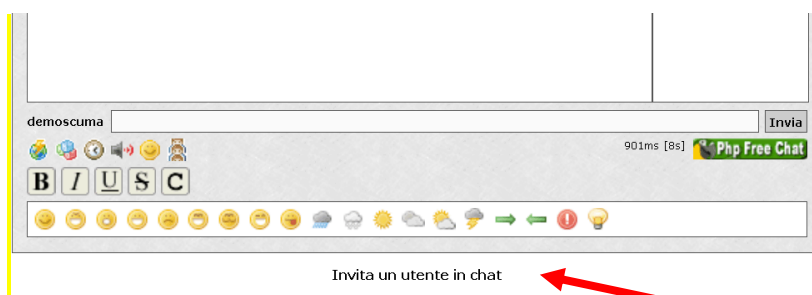 demoscuma
Invia
901ms [8s]
Php Free Chat
B I U S C
Invita un utente in chat